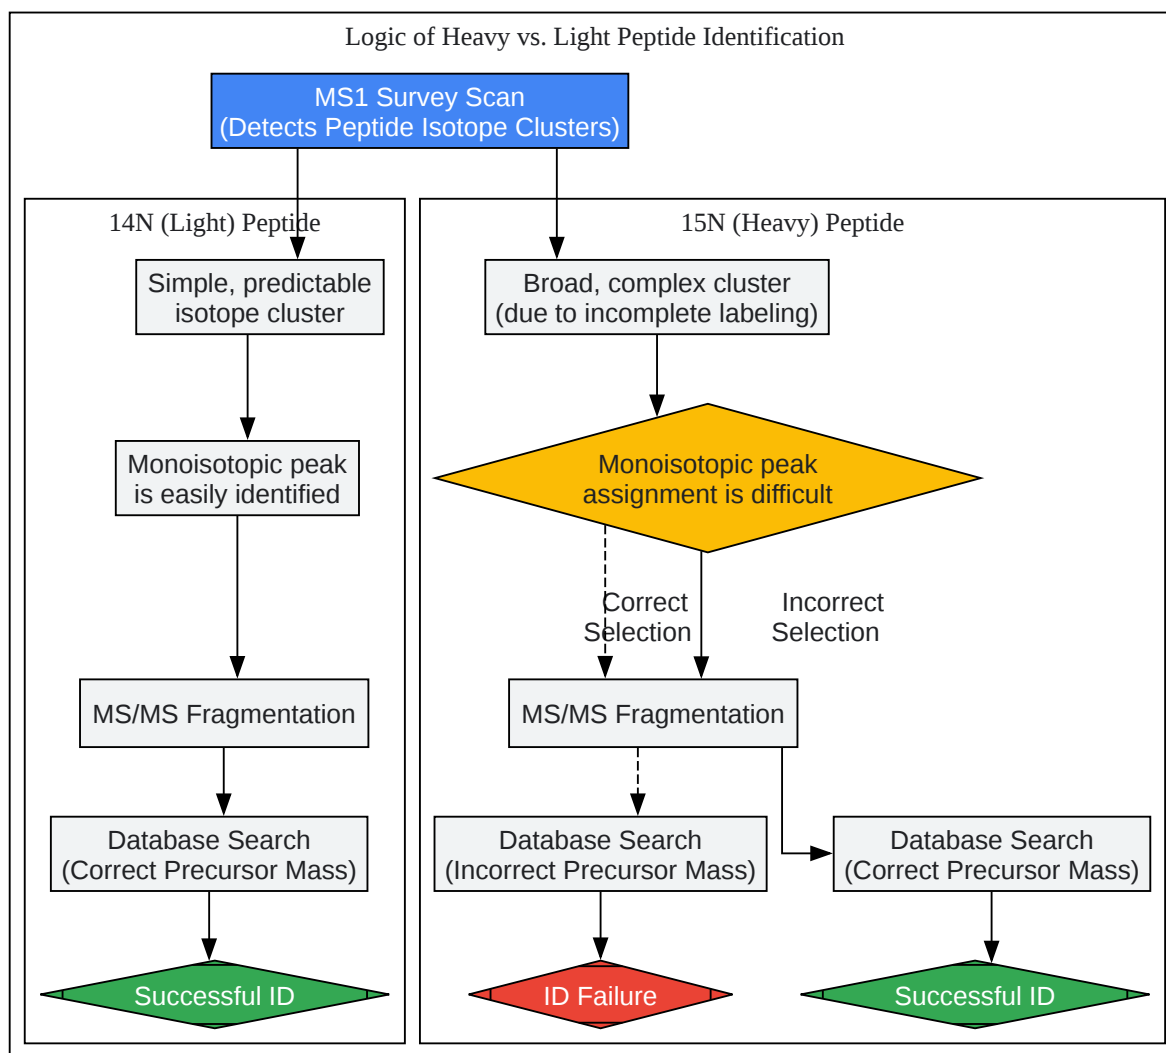 Logic of Heavy vs. Light Peptide Identification
MS1 Survey Scan
(Detects Peptide Isotope Clusters)
14N (Light) Peptide
Simple, predictable
isotope cluster
Monoisotopic peak
is easily identified
MS/MS Fragmentation
Database Search
(Correct Precursor Mass)
Successful ID
15N (Heavy) Peptide
Broad, complex cluster
(due to incomplete labeling)
Monoisotopic peak
assignment is difficult
Correct
Selection
Incorrect
Selection
MS/MS Fragmentation
Database Search
(Incorrect Precursor Mass)
ID Failure
Database Search
(Correct Precursor Mass)
Successful ID